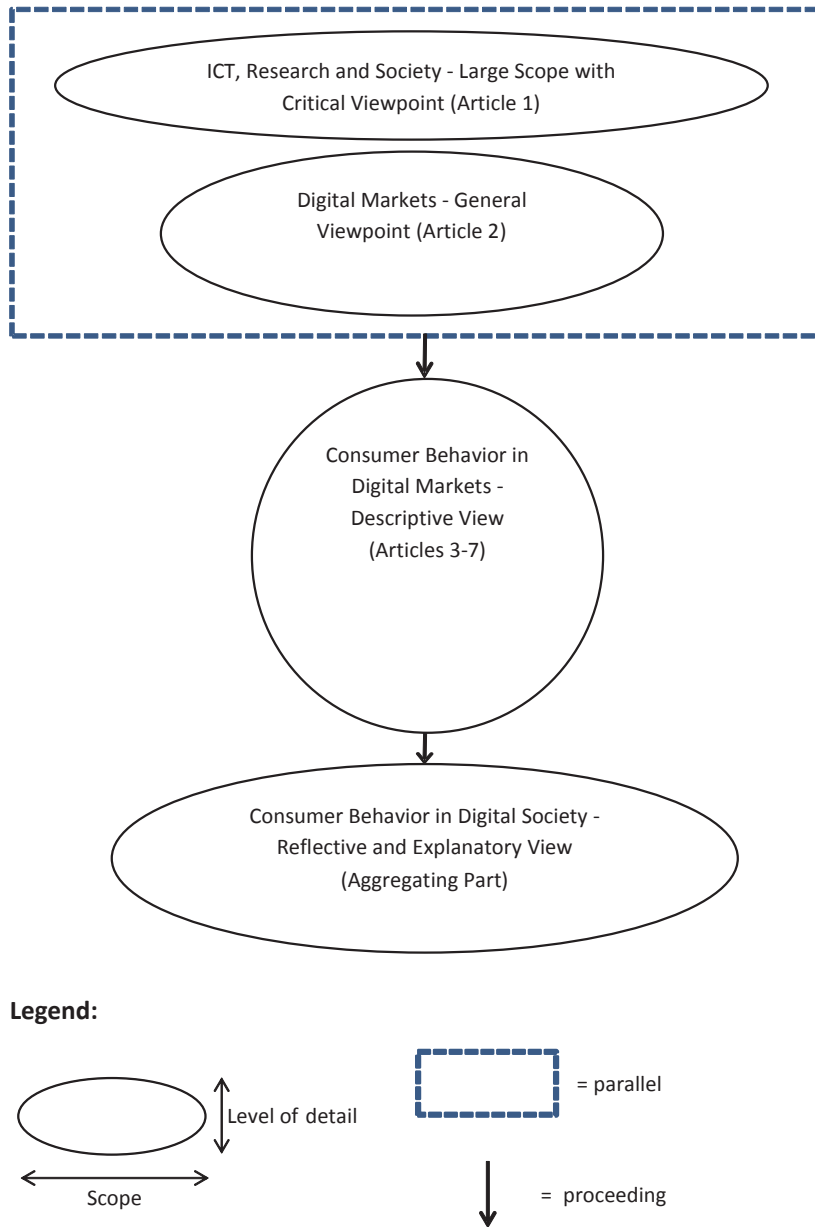 ICT, Research and Society - Large Scope with
Critical Viewpoint (Article 1)
Digital Markets - General
Viewpoint (Article 2)
Consumer Behavior in
Digital Markets -
Descriptive View
(Articles 3-7)
Consumer Behavior in Digital Society -
Reflective and Explanatory View
(Aggregating Part)
Legend:
Level of detail
Scope
= parallel
= proceeding